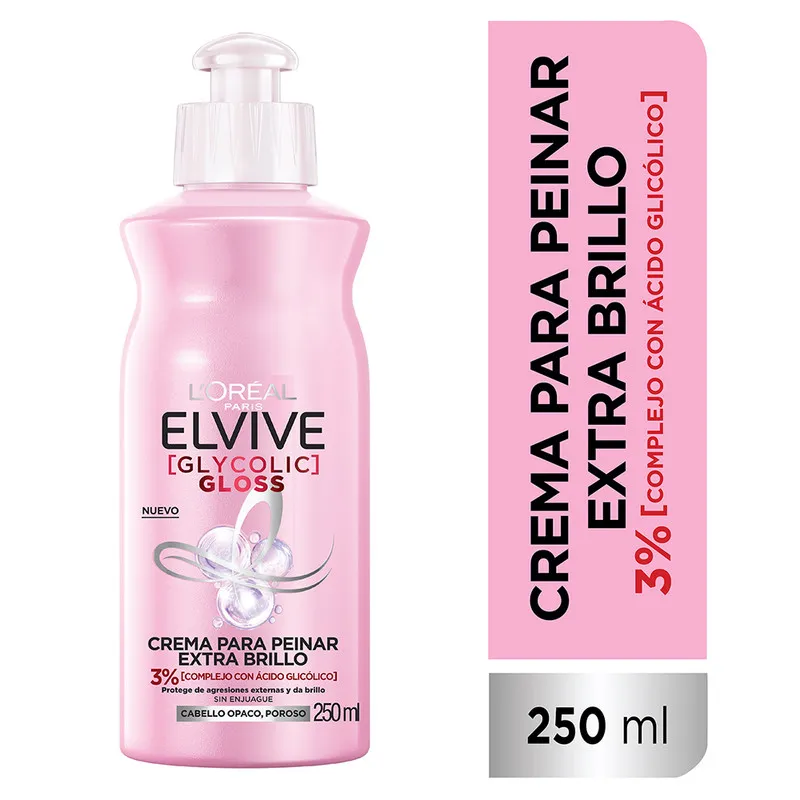 L'ORÉAL
PARIS
ELVIVE
[GLYCOLIC]
GLOSS
NUEVO
CREMA PARA PEINAR
EXTRA BRILLO
3% [COMPLEJO CON ÁCIDO GLICÓLICO]
Protege de agresiones externas y da brillo
SIN ENJUAGUE
CABELLO OPACO, POROSO 250 ml
CREMA PARA PEINAR
EXTRA BRILLO
3% [COMPLEJO CON ÁCIDO GLICÓLICO]
250 ml